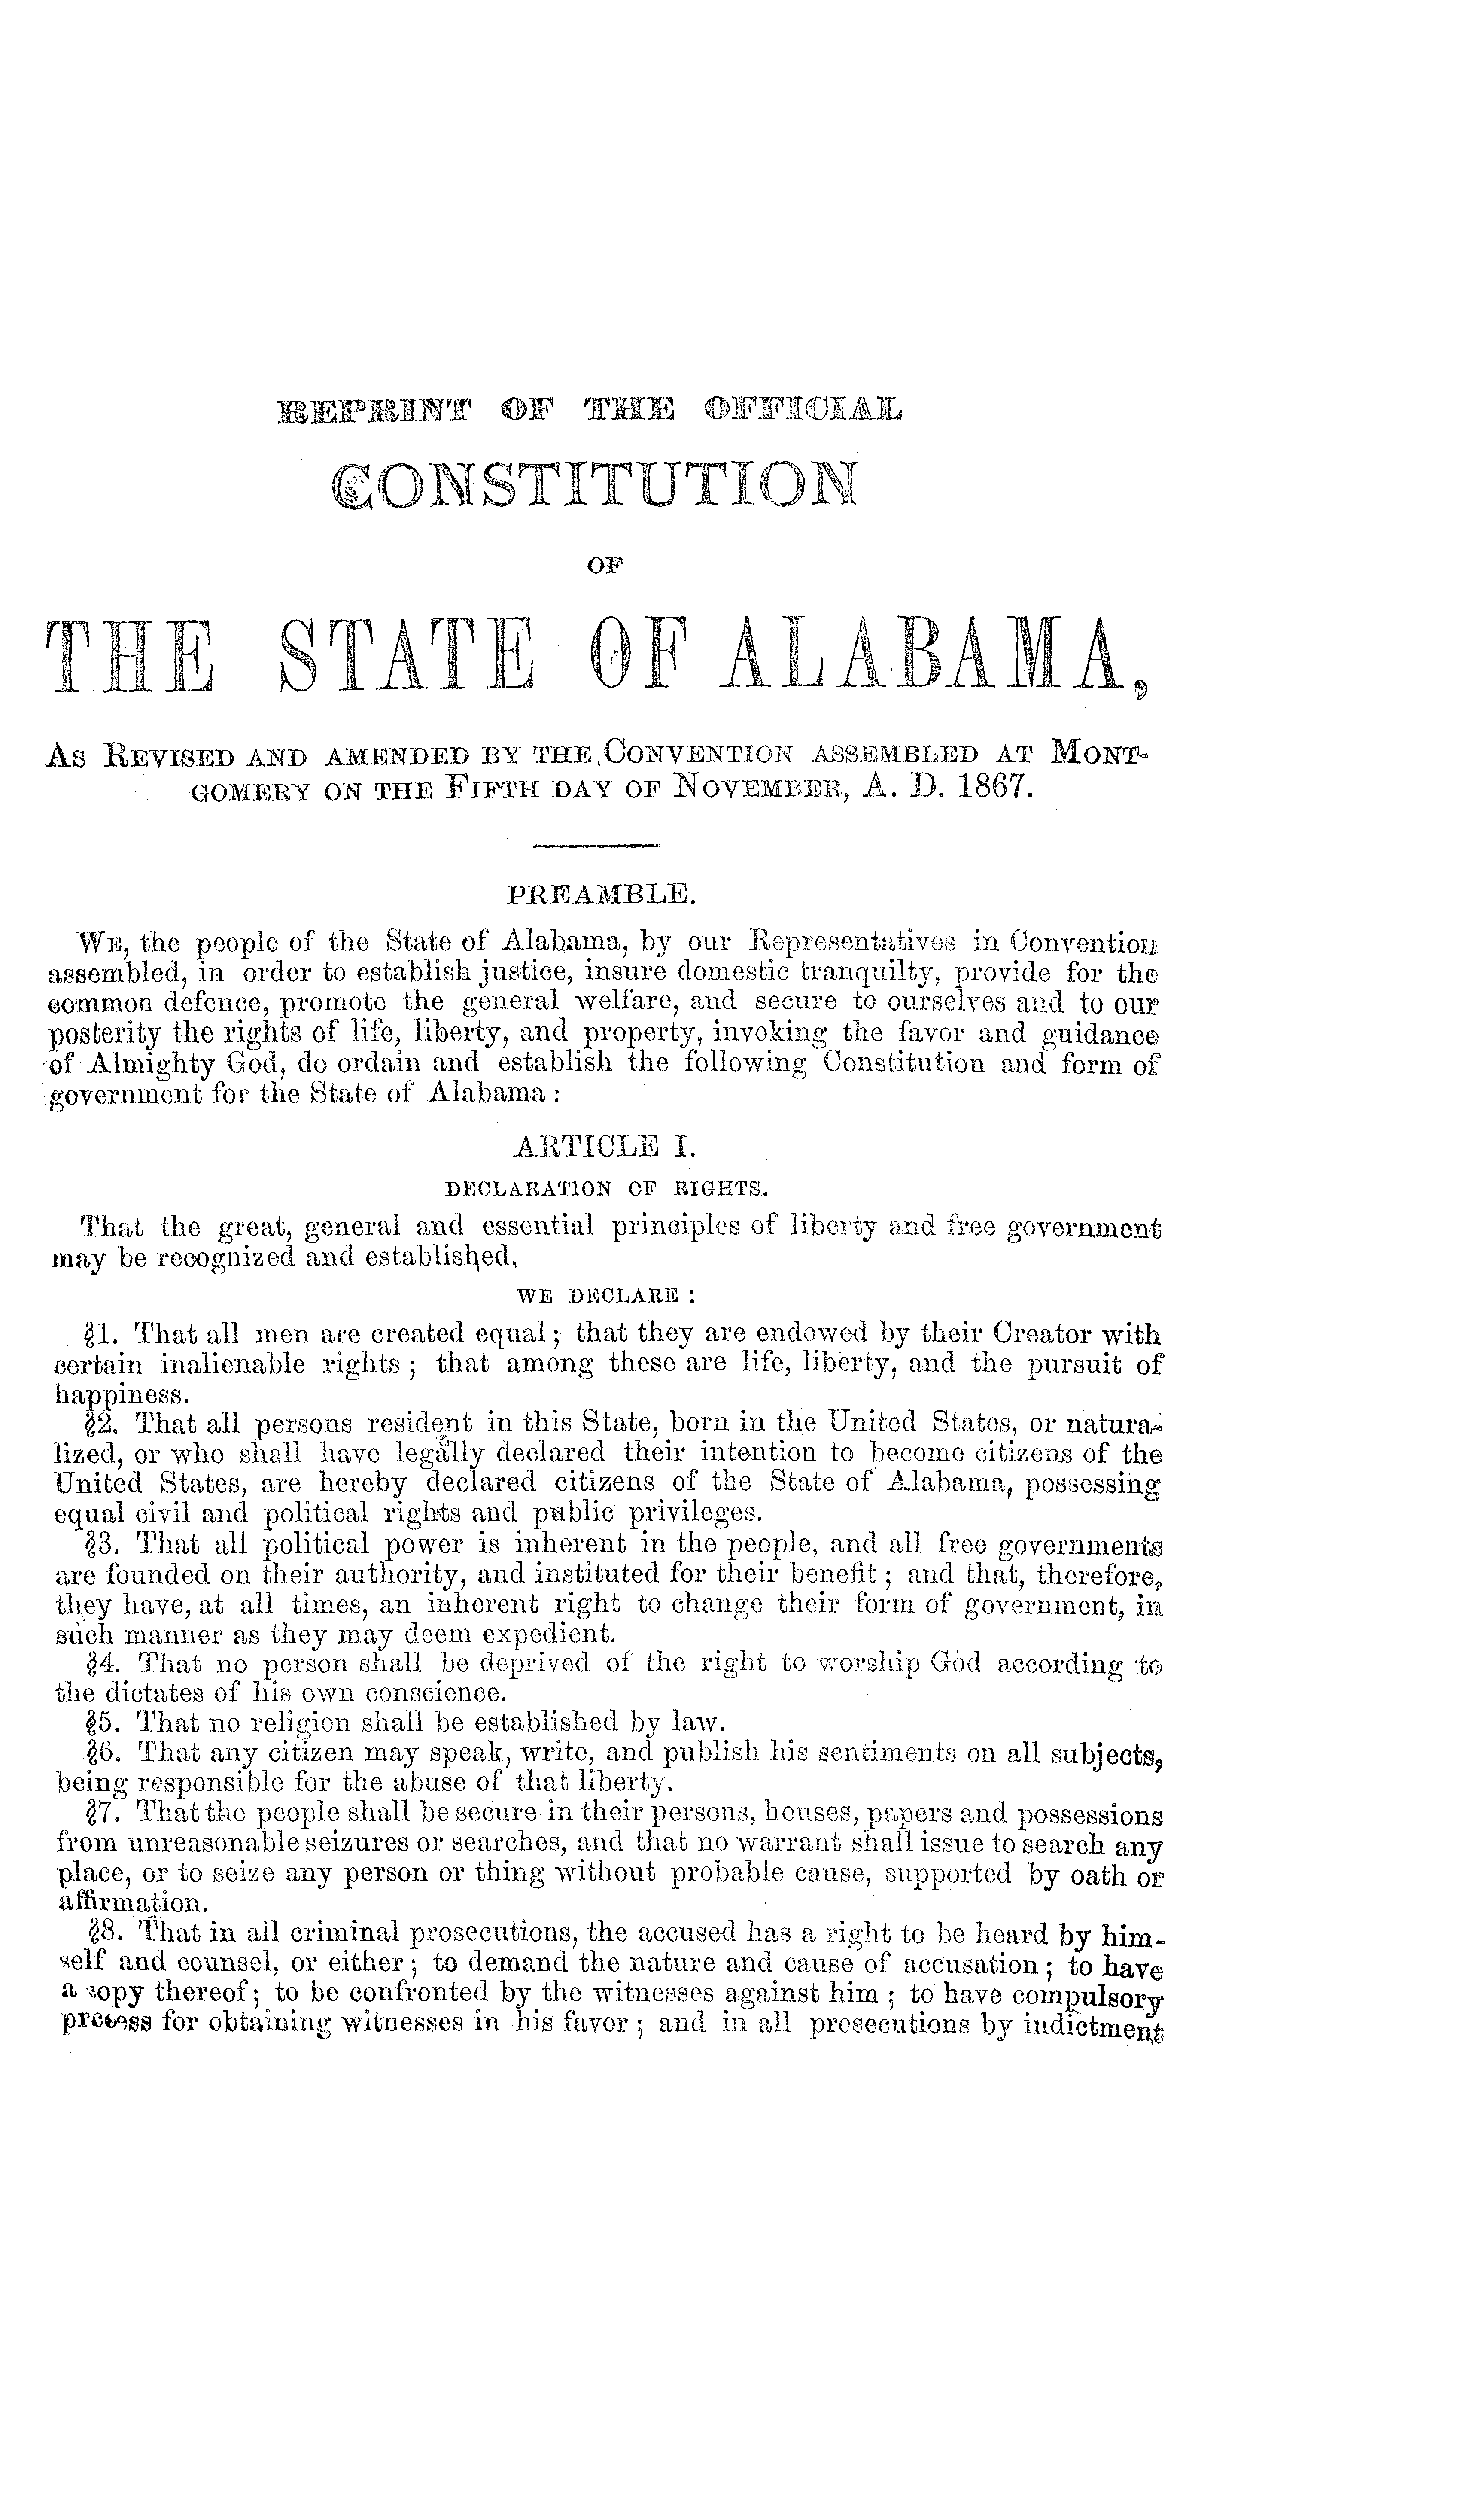 REPRINT OF THE OFFICIAL
CONSTITUTION
OF
THE STATE OF ALABAMA,
AS REVISED AND AMENDED BY THE CONVENTION ASSEMBLED AT MONT-
GOMERY ON THE FIFTH DAY OF NOVEMBER, A. D. 1867.
PREAMBLE.
WE, the people of the State of Alabama, by our Representatives in Convention
assembled, in order to establish justice, insure domestic tranquilty, provide for the
common defence, promote the general welfare, and secure to ourselves and to our
posterity the rights of life, liberty, and property, invoking the favor and guidance
of Almighty God, do ordain and establish the following Constitution and form of
government for the State of Alabama:
ARTICLE I.
DECLARATION OF RIGHTS.
That the great, general and essential principles of liberty and free government
may be recognized and established,
WE DECLARE:
§1. That all men are created equal; that they are endowed by their Creator with
certain inalienable rights; that among these are life, liberty, and the pursuit of
happiness.
§2. That all persons resident in this State, born in the United States, or natura-
lized, or who shall have legally declared their intention to become citizens of the
United States, are hereby declared citizens of the State of Alabama, possessing
equal civil and political rights and public privileges.
§3. That all political power is inherent in the people, and all free governments
are founded on their authority, and instituted for their benefit; and that, therefore,
they have, at all times, an inherent right to change their form of government, in
such manner as they may deem expedient.
§4. That no person shall be deprived of the right to worship God according to
the dictates of his own conscience.
§5. That no religion shall be established by law.
§6. That any citizen may speak, write, and publish his sentiments on all subjects,
being responsible for the abuse of that liberty.
§7. That the people shall be secure in their persons, houses, papers and possessions
from unreasonable seizures or searches, and that no warrant shall issue to search any
place, or to seize any person or thing without probable cause, supported by oath or
affirmation.
§8. That in all criminal prosecutions, the accused has a right to be heard by him-
self and counsel, or either; to demand the nature and cause of accusation; to have
a copy thereof; to be confronted by the witnesses against him; to have compulsory
process for obtaining witnesses in his favor; and in all prosecutions by indictment